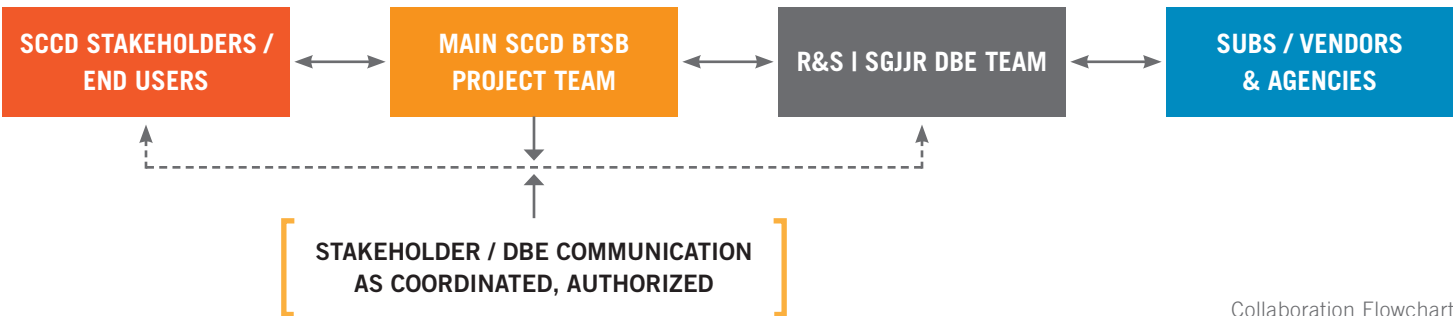 SCCD STAKEHOLDERS /
END USERS
MAIN SCCD BTSB
PROJECT TEAM
R&S | SGJJR DBE TEAM
SUBS / VENDORS
& AGENCIES
STAKEHOLDER / DBE COMMUNICATION
AS COORDINATED, AUTHORIZED
Collaboration Flowchart